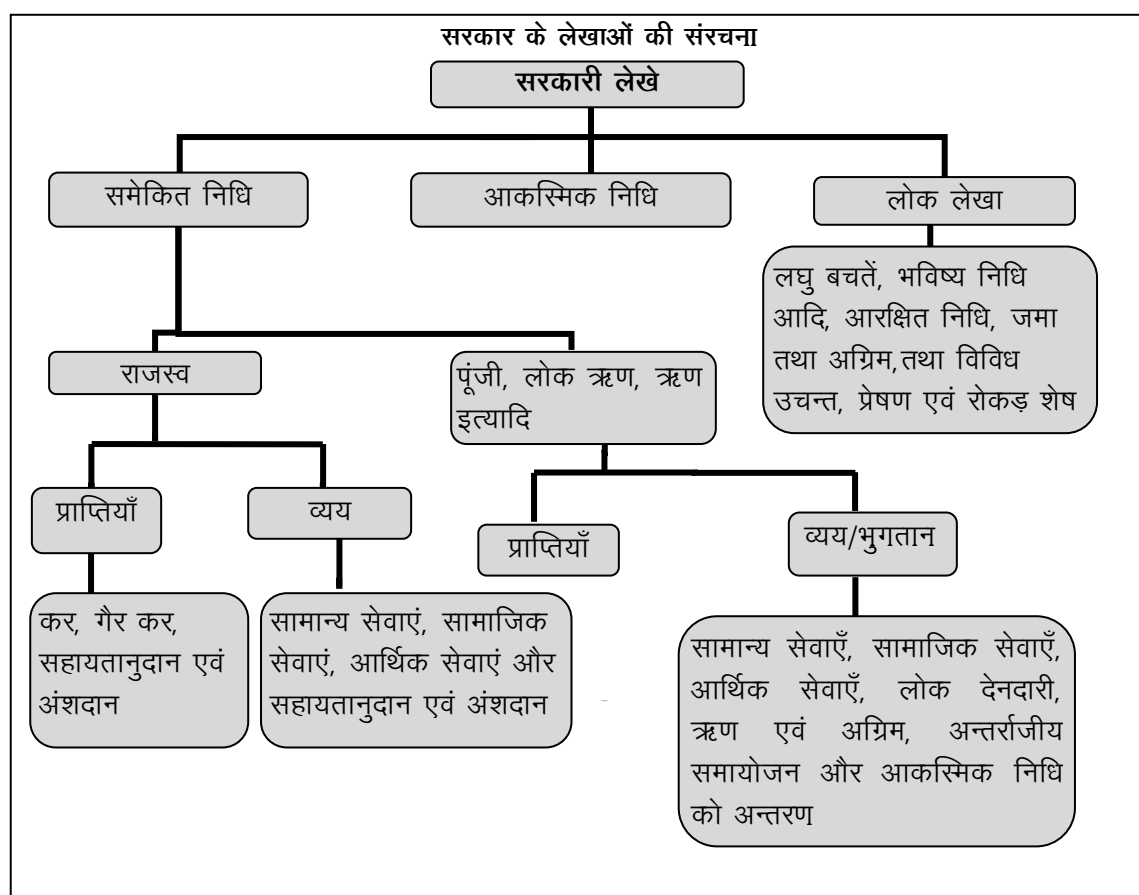 सरकार के लेखाओं की संरचना
सरकारी लेखे
समेकित निधि
आकस्मिक निधि
लोक लेखा
लघु बचतें, भविष्य निधि
आदि, आरक्षित निधि, जमा
तथा अग्रिम,तथा विविध
उचन्त, प्रेषण एवं रोकड़ शेष
राजस्व
पूंजी, लोक ऋण, ऋण
इत्यादि
प्राप्तियाँ
व्यय
प्राप्तियाँ
व्यय/भुगतान
कर, गैर कर,
सहायतानुदान एवं
अंशदान
सामान्य सेवाएं, सामाजिक
सेवाएं, आर्थिक सेवाएं और
सहायतानुदान एवं अंशदान
सामान्य सेवाएँ, सामाजिक सेवाएँ,
आर्थिक सेवाएँ, लोक देनदारी,
ऋण एवं अग्रिम, अन्तर्राजीय
समायोजन और आकस्मिक निधि
को अन्तरण